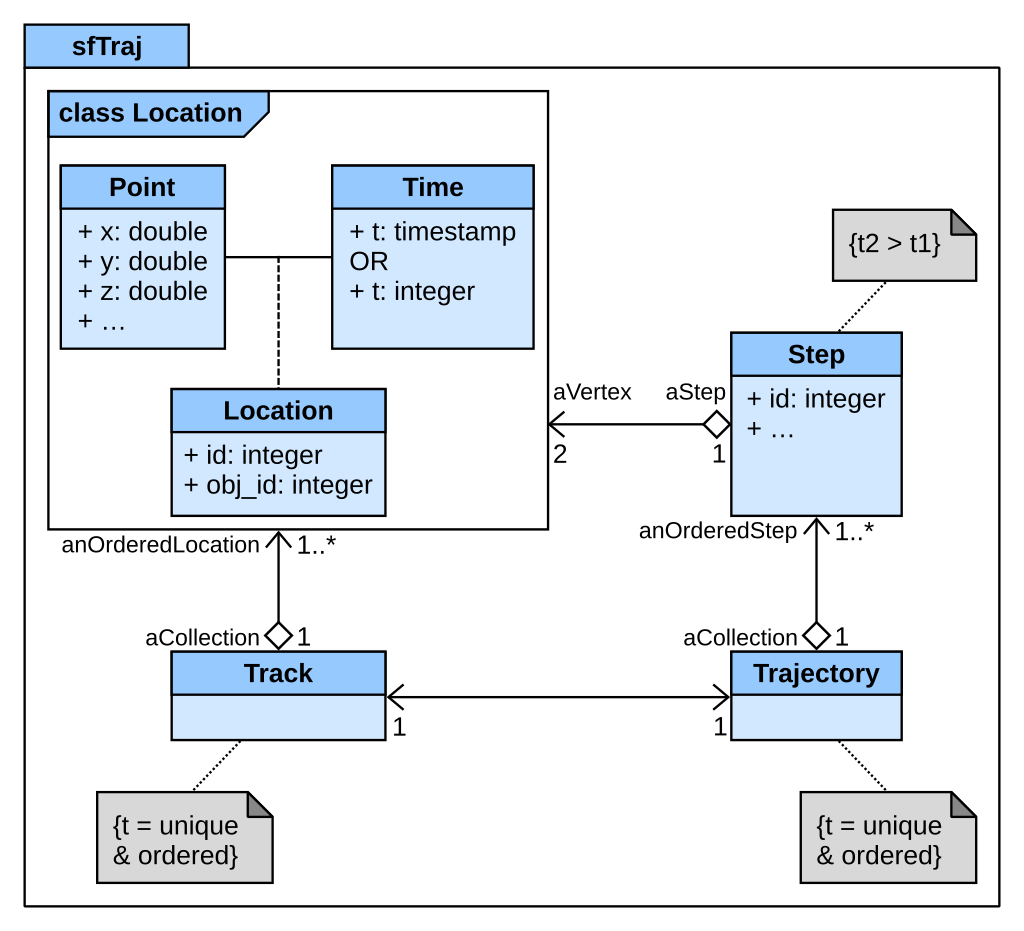 sfTraj
class Location
Point
+ x: double
+ y: double
+ z: double
+ …
Time
+ t: timestamp
OR
+ t: integer
{t2 > t1}
Step
+ id: integer
+ …
Location
+ id: integer
+ obj_id: integer
aVertex
aStep
2
1
anOrderedLocation
1..*
anOrderedStep
1..*
aCollection
1
aCollection
1
Track
Trajectory
1
1
{t = unique
& ordered}
{t = unique
& ordered}